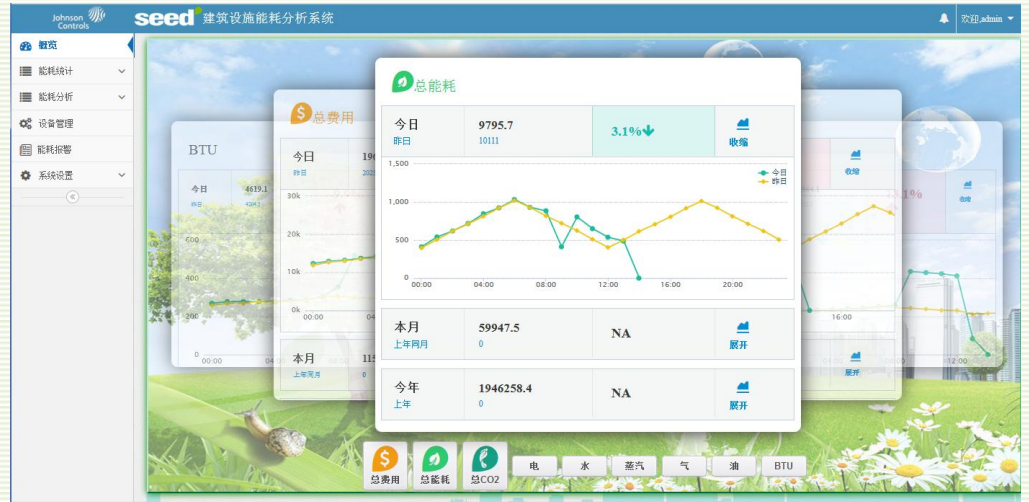 Johnson
Controls
seed 建筑设施能耗分析系统
欢迎,admin
概览
能耗统计
能耗分析
设备管理
能耗报警
系统设置
总能耗
今日 9795.7 3.1%
昨日 10111 收缩
1,500
1,000
500
0
今日
昨日
00:00 04:00 08:00 12:00 16:00 20:00
本月 59947.5 NA
上年同月 0 展开
今年 1946258.4 NA
上年 0 展开
总费用
今日
昨日
30k
20k
10k
0k
00:00
本月
上年同月 0
BTU
今日 4619.1
昨日
600
400
200
0
00:00
收缩
16:00
展开
收缩
12:00
总费用 总能耗 总CO2 电 水 蒸汽 气 油 BTU